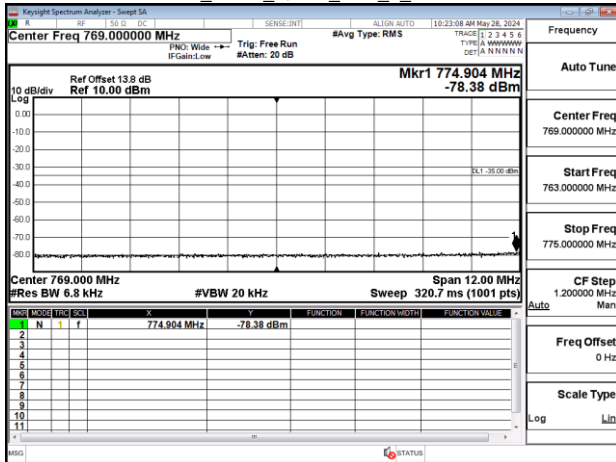 Keysight Spectrum Analyzer - Swept SA
R RF 50 Ω DC SENSE:INT ALIGN AUTO 10:23:08 AM May 28, 2024
Center Freq 769.000000 MHz #Avg Type: RMS TRACE 1 2 3 4 5 6
PNO: Wide Trig: Free Run TYPE A WWWWW
IFGain:Low #Atten: 20 dB DET A N N N N N
Ref Offset 13.8 dB Mkr1 774.904 MHz
10 dB/div Ref 10.00 dBm -78.38 dBm
Log
0.00
-10.0
-20.0
-30.0
DL1 -35.00 dBm
-40.0
-50.0
-60.0
-70.0
1
-80.0
Center 769.000 MHz Span 12.00 MHz
#Res BW 6.8 kHz #VBW 20 kHz Sweep 320.7 ms (1001 pts)
MKR MODE TRC SCL X Y FUNCTION FUNCTION WIDTH FUNCTION VALUE
1 N 1 f 774.904 MHz -78.38 dBm
2
3
4
5
6
7
8
9
10
11
MSG STATUS
Frequency
Auto Tune
Center Freq
769.000000 MHz
Start Freq
763.000000 MHz
Stop Freq
775.000000 MHz
CF Step
1.200000 MHz
Auto Man
Freq Offset
0 Hz
Scale Type
Log Lin